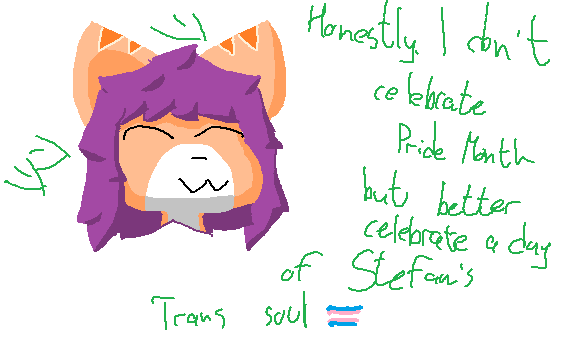 Honestly, I don't
celebrate
Pride Month
but better
celebrate a day
of Stefan's
Trans soul